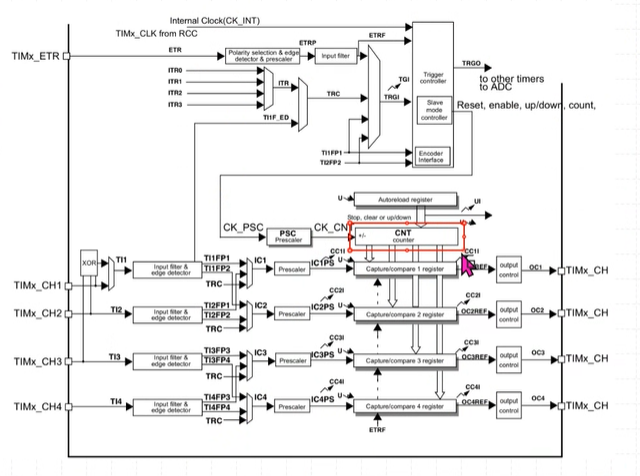 Internal Clock(CK_INT)
TIMx_CLK from RCC
ETRP
ETRF
TIMx_ETR
ETR
Polarity selection & edge
detector & prescaler
Input filter
Trigger
controller
TRGO
to other timers
to ADC
ITR0
ITR1
ITR2
ITR3
ITR
TRC
TGI
TRGI
Slave
mode
controller
Reset, enable, up/down, count,
TI1F_ED
TI1FP1
TI2FP2
Encoder
Interface
U
Autoreload register
UI
Stop, clear or up/down
U
CK_PSC
PSC
Prescaler
CK_CN
+/-
CNT
counter
XOR
TI1
Input filter &
edge detector
TI1FP1
TI1FP2
TRC
IC1
Prescaler
IC1PS
CC1I
U
Capture/compare 1 register
CC1I
REF
output
control
OC1
TIMx_CH
TIMx_CH1
TIMx_CH2
TI2
Input filter &
edge detector
TI2FP1
TI2FP2
TRC
IC2
Prescaler
IC2PS
CC2I
U
Capture/compare 2 register
CC2I
OC2REF
output
control
OC2
TIMx_CH
TIMx_CH3
TI3
Input filter &
edge detector
TI3FP3
TI3FP4
TRC
IC3
Prescaler
IC3PS
CC3I
U
Capture/compare 3 register
CC3I
OC3REF
output
control
OC3
TIMx_CH
TIMx_CH4
TI4
Input filter &
edge detector
TI4FP3
TI4FP4
TRC
IC4
Prescaler
IC4PS
CC4I
U
Capture/compare 4 register
CC4I
OC4REF
output
control
OC4
TIMx_CH
ETRF